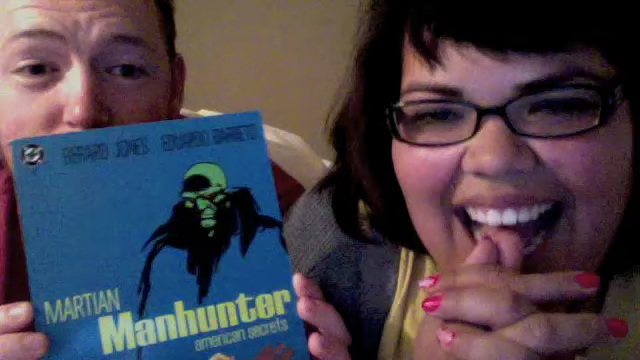 DC
GERARD JONES EDUARDO BARRETO
MARTIAN
Manhunter
american secrets